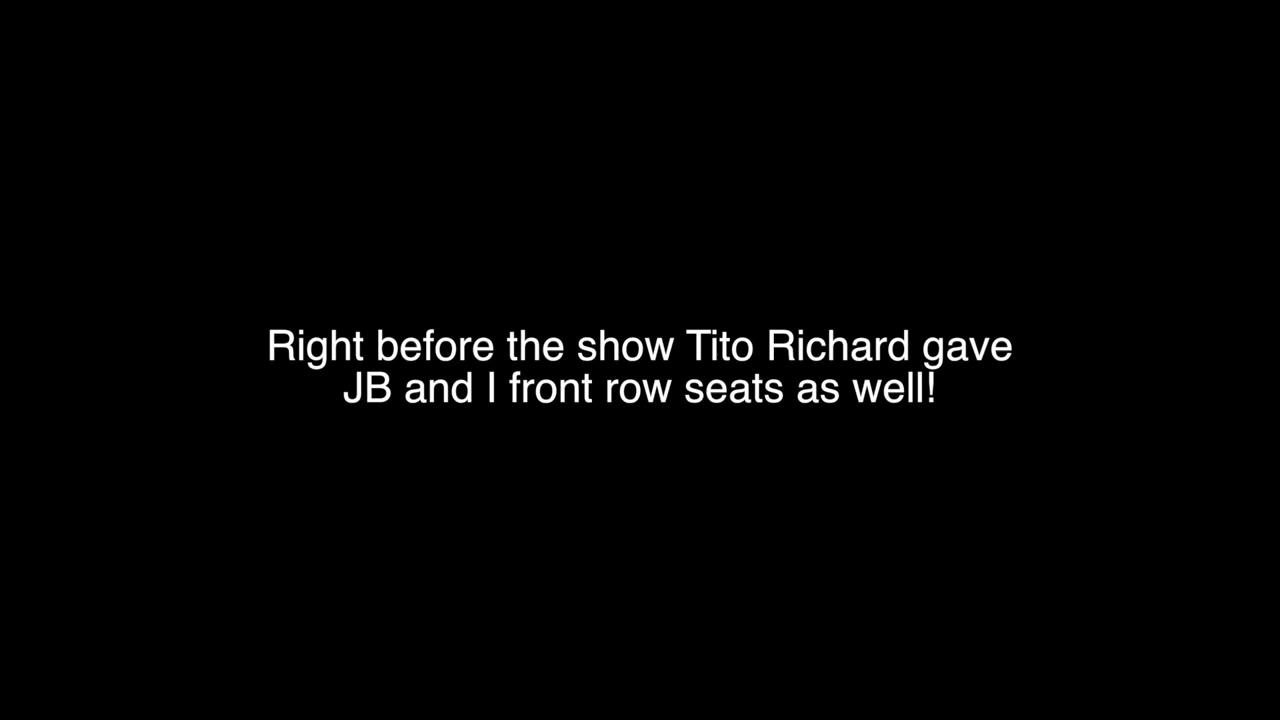 Right before the show Tito Richard gave
JB and I front row seats as well!